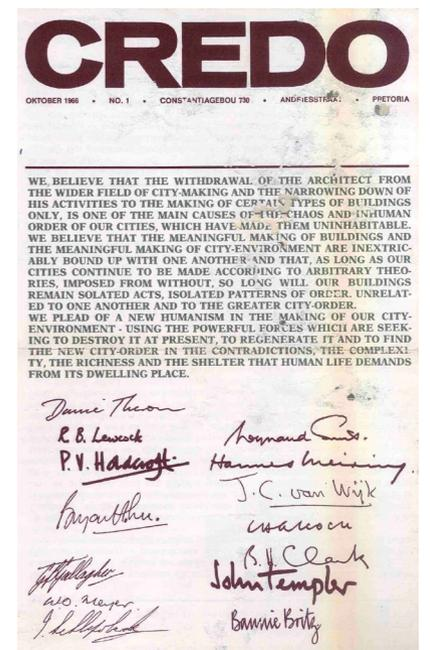 CREDO
OKTOBER 1966 • NO. 1 • CONSTANTIAGEBOU 730 • ANDRIESSTRAAT • PRETORIA
WE BELIEVE THAT THE WITHDRAWAL OF THE ARCHITECT FROM
THE WIDER FIELD OF CITY-MAKING AND THE NARROWING DOWN OF
HIS ACTIVITIES TO THE MAKING OF CERTAIN TYPES OF BUILDINGS
ONLY, IS ONE OF THE MAIN CAUSES OF THE CHAOS AND INHUMAN
ORDER OF OUR CITIES, WHICH HAVE MADE THEM UNINHABITABLE.
WE BELIEVE THAT THE MEANINGFUL MAKING OF BUILDINGS AND
THE MEANINGFUL MAKING OF CITY-ENVIRONMENT ARE INEXTRIC-
ABLY BOUND UP WITH ONE ANOTHER AND THAT, AS LONG AS OUR
CITIES CONTINUE TO BE MADE ACCORDING TO ARBITRARY THEO-
RIES, IMPOSED FROM WITHOUT, SO LONG WILL OUR BUILDINGS
REMAIN SOLATED ACTS, ISOLATED PATTERNS OF ORDER. UNRELAT-
ED TO ONE ANOTHER AND TO THE GREATER CITY-ORDER.
WE PLEAD OF A NEW HUMANISM IN THE MAKING OF OUR CITY-
ENVIRONMENT - USING THE POWERFUL FORCES WHICH ARE SEEK-
ING TO DESTROY IT AT PRESENT, TO REGENERATE IT AND TO FIND
THE NEW CITY-ORDER IN THE CONTRADICTIONS, THE COMPLEXI-
TY, THE RICHNESS AND THE SHELTER THAT HUMAN LIFE DEMANDS
FROM ITS DWELLING PLACE.
Danie Theron
R B. Lewcock
P. V. Holdcroft
Hannes Meiring
J. C. van Wijk
B. V. Clark
John Templer
W.O. Meyer
Bannie Britz